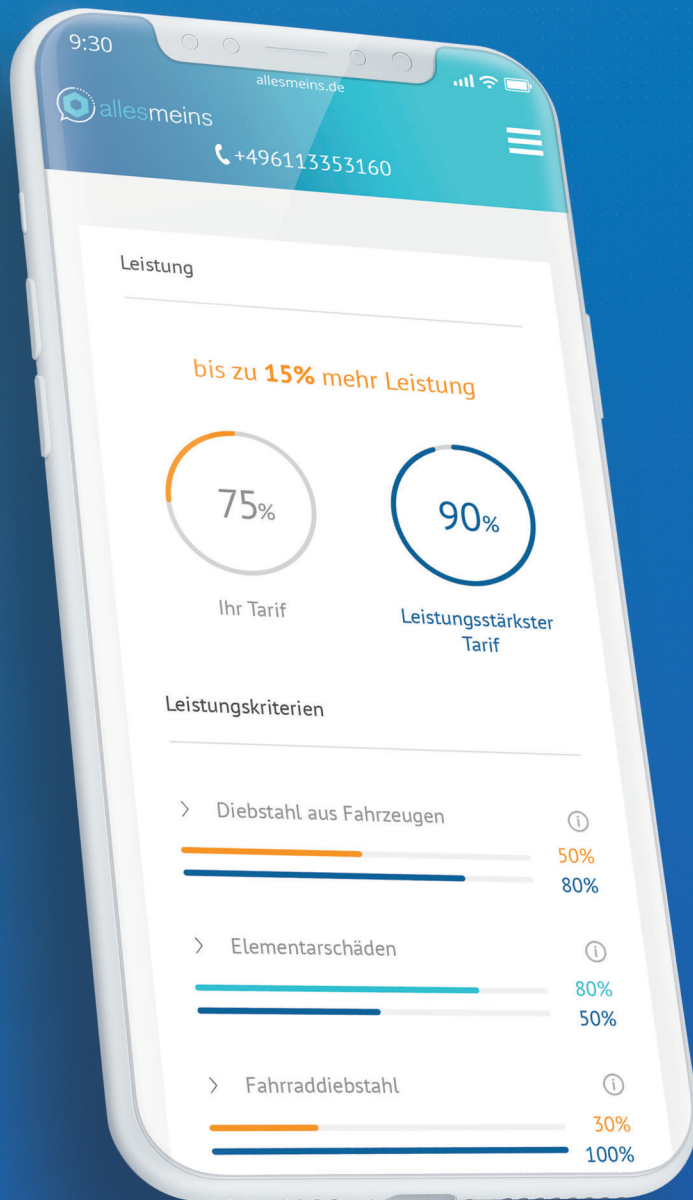 9:30
allesmeins.de
allesmeins
+496113353160
Leistung
bis zu 15% mehr Leistung
75%
90%
Ihr Tarif
Leistungsstärkster
Tarif
Leistungskriterien
Diebstahl aus Fahrzeugen
50%
80%
Elementarschäden
80%
50%
Fahrraddiebstahl
30%
100%